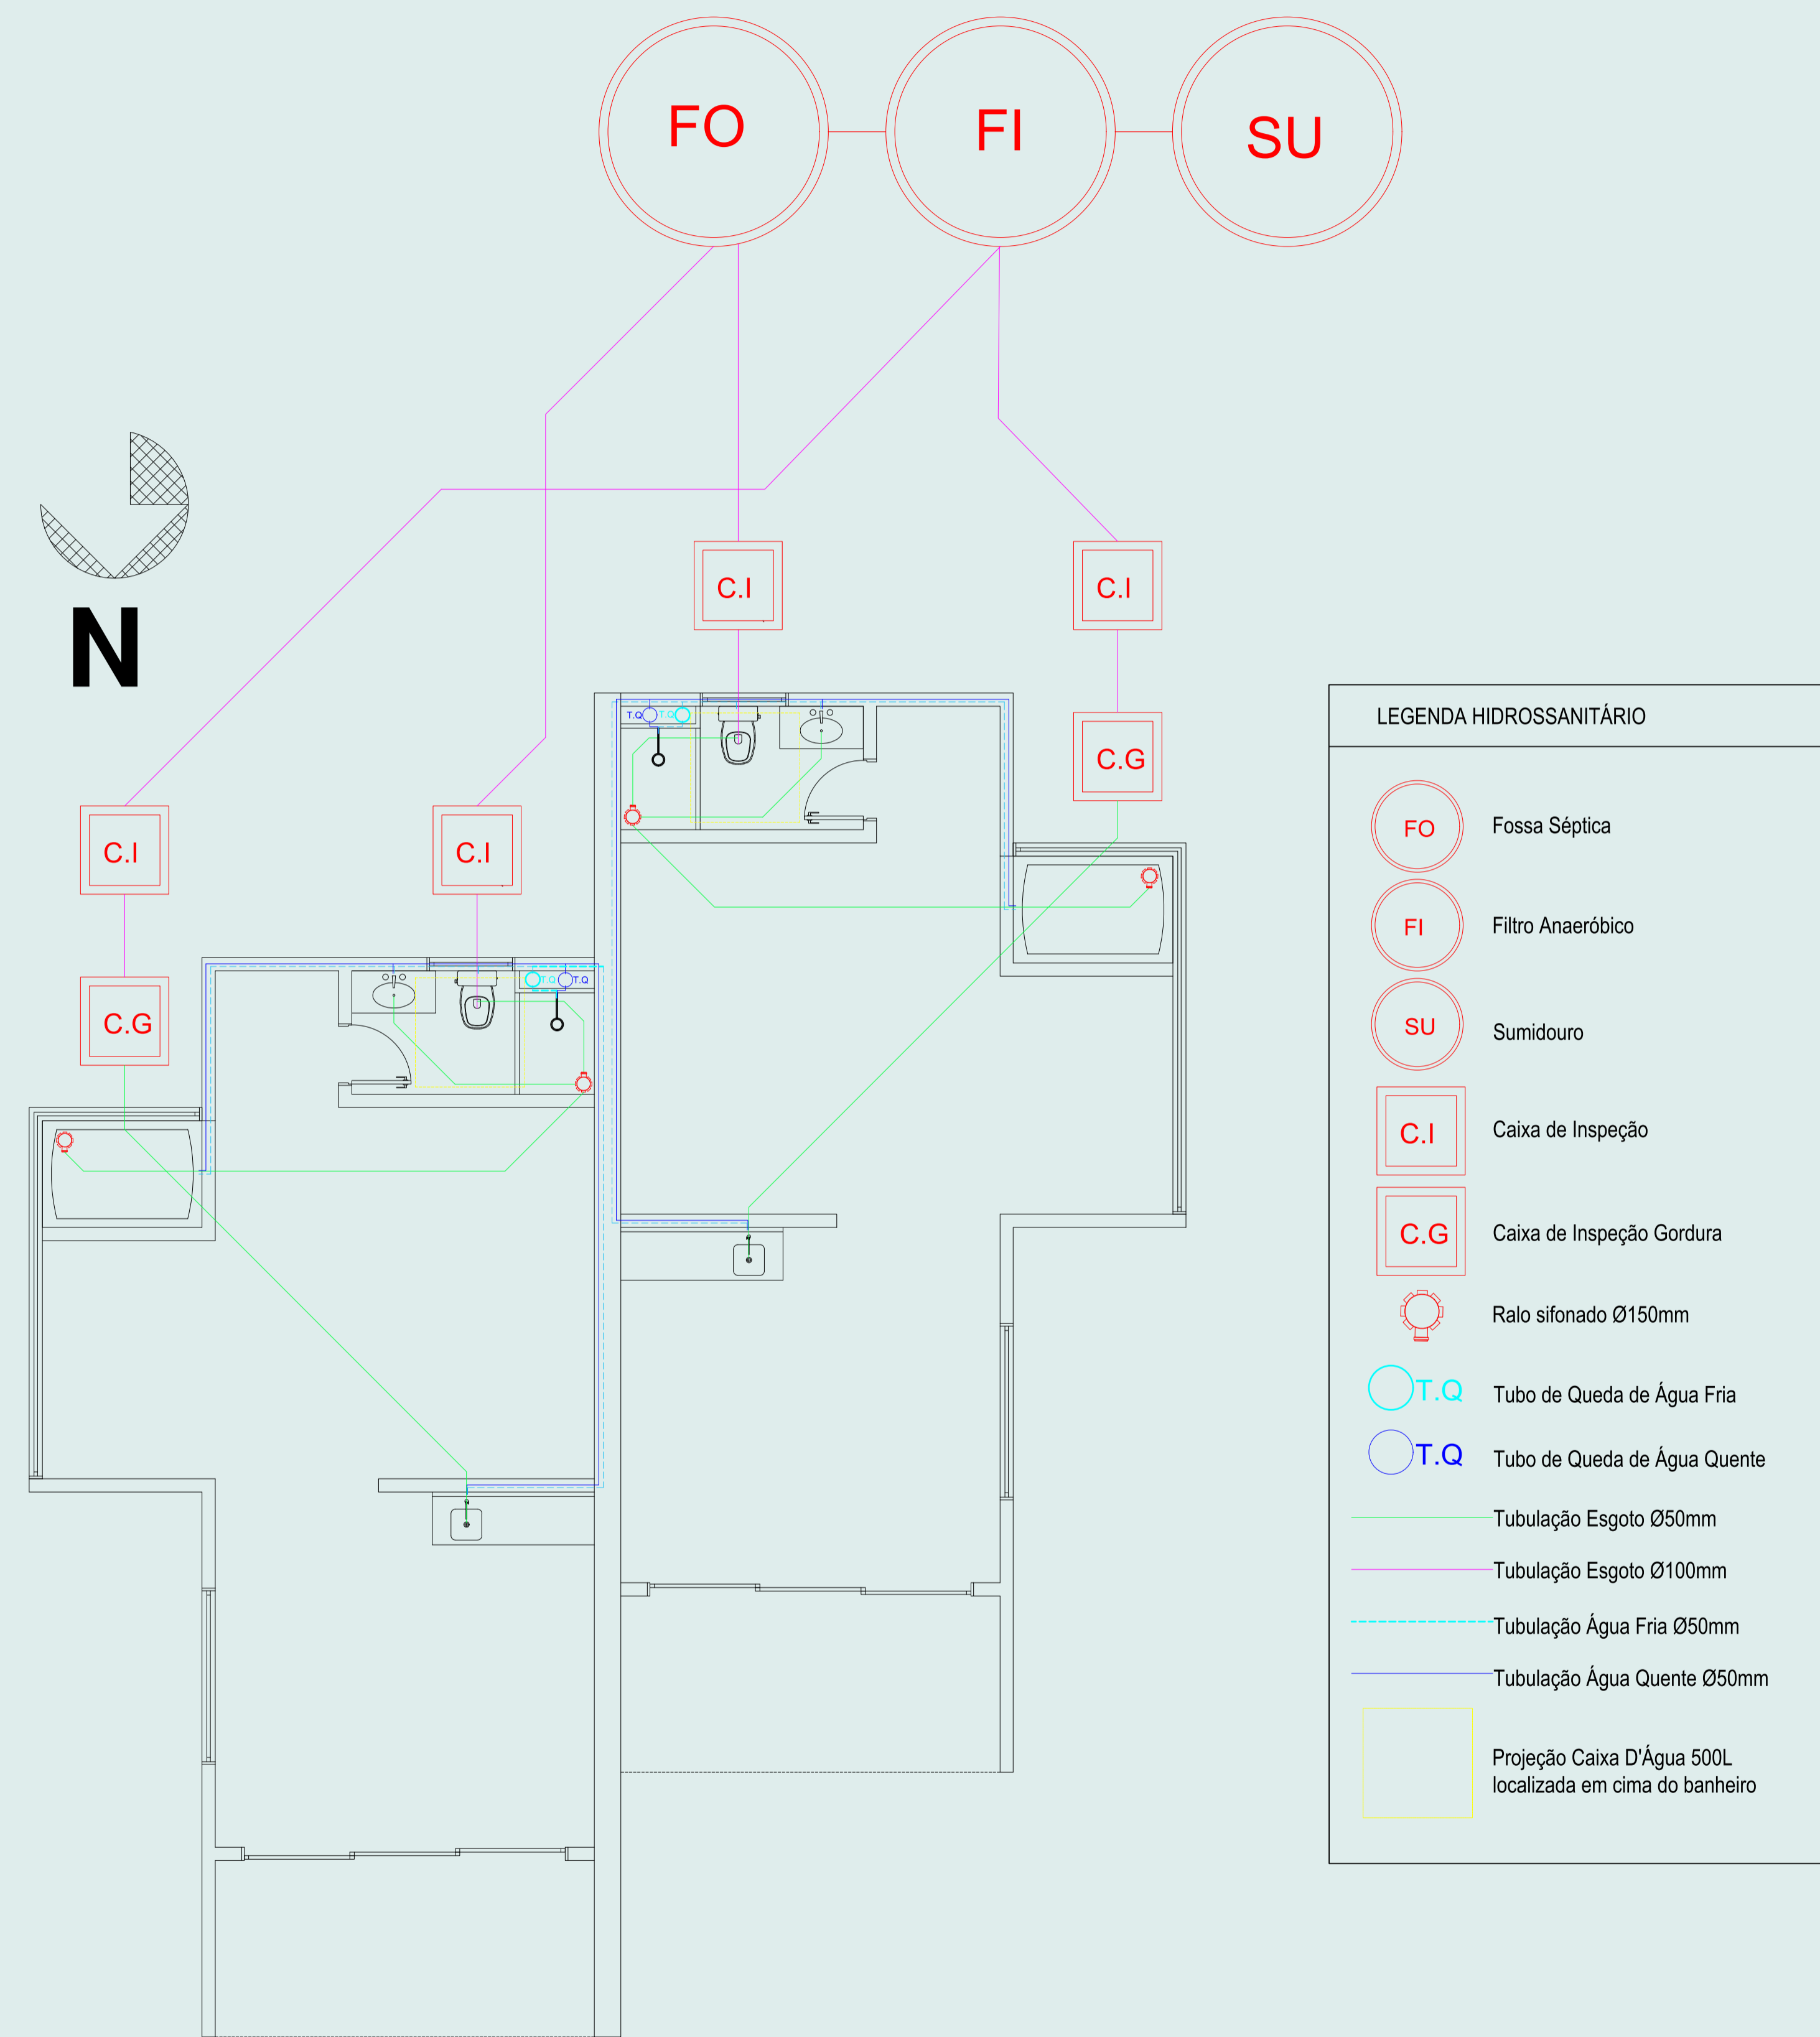 FO
FI
SU
N
C.I
C.I
C.G
C.I
C.I
C.G
T.Q
T.Q
T.Q
T.Q
LEGENDA HIDROSSANITÁRIO
FO
Fossa Séptica
FI
Filtro Anaeróbico
SU
Sumidouro
C.I
Caixa de Inspeção
C.G
Caixa de Inspeção Gordura
Ralo sifonado Ø150mm
T.Q
Tubo de Queda de Água Fria
T.Q
Tubo de Queda de Água Quente
Tubulação Esgoto Ø50mm
Tubulação Esgoto Ø100mm
Tubulação Água Fria Ø50mm
Tubulação Água Quente Ø50mm
Projeção Caixa D'Água 500L
localizada em cima do banheiro